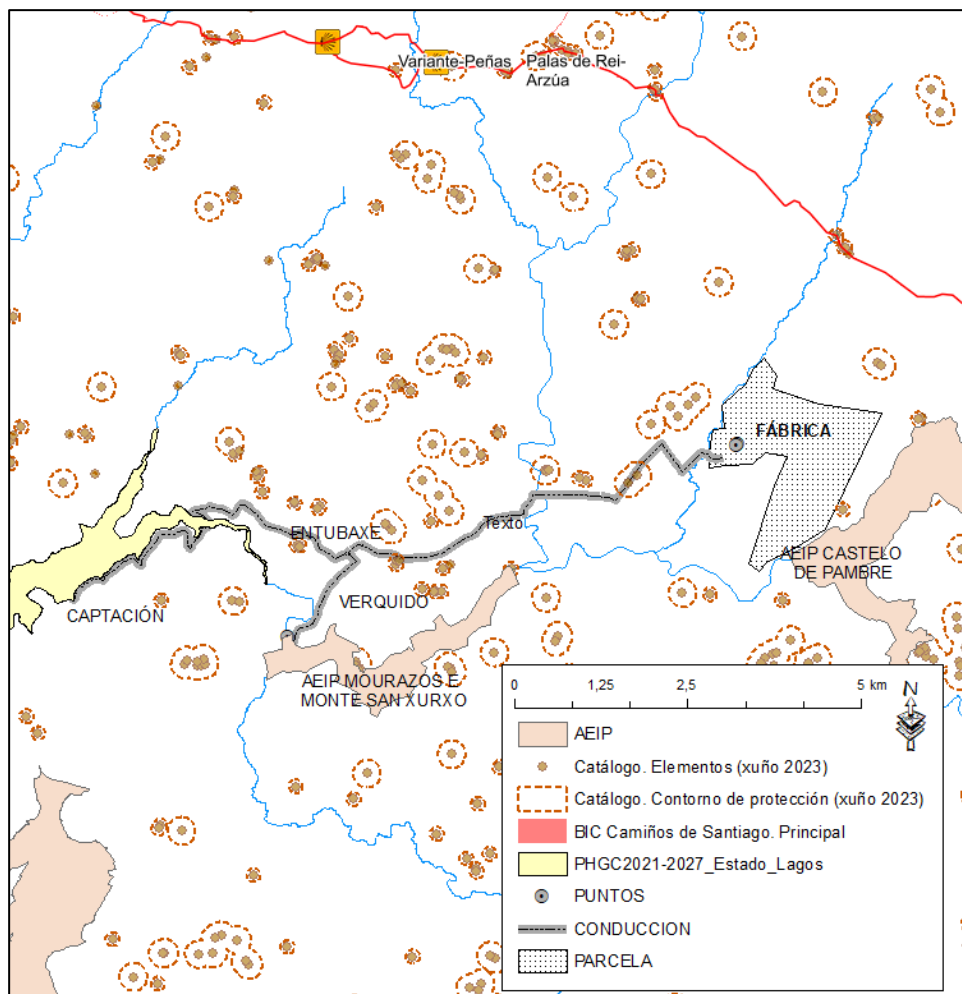 Variante-Peñas
Palas de Rei-
Arzúa
FÁBRICA
Texto
ENTUBAXE
AEIP CASTELO
DE PAMBRE
VERQUIDO
CAPTACIÓN
AEIP MOURAZOS E
MONTE SAN XURXO
0 1,25 2,5 5 km
N
AEIP
Catálogo. Elementos (xuño 2023)
Catálogo. Contorno de protección (xuño 2023)
BIC Camiños de Santiago. Principal
PHGC2021-2027_Estado_Lagos
PUNTOS
CONDUCCION
PARCELA